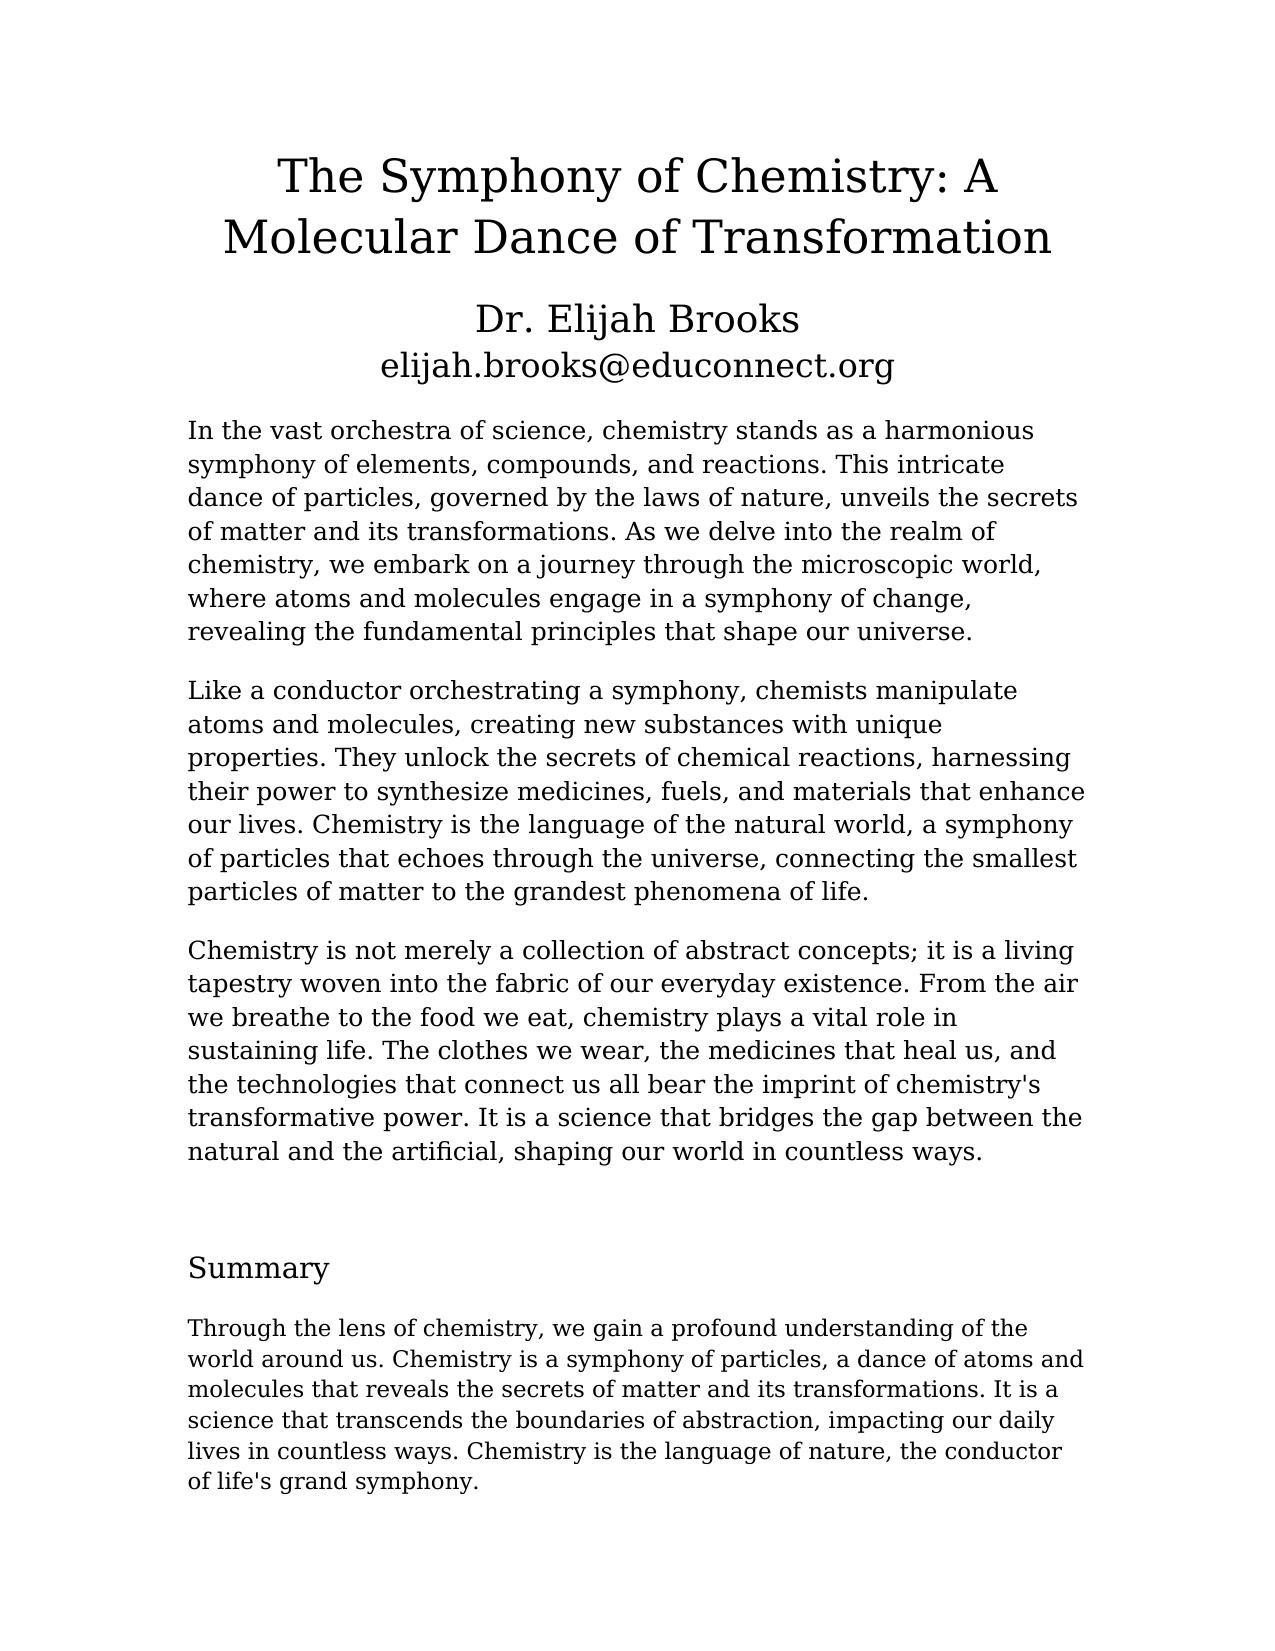 The Symphony of Chemistry: A
Molecular Dance of Transformation
Dr. Elijah Brooks
elijah.brooks@educonnect.org
In the vast orchestra of science, chemistry stands as a harmonious
symphony of elements, compounds, and reactions. This intricate
dance of particles, governed by the laws of nature, unveils the secrets
of matter and its transformations. As we delve into the realm of
chemistry, we embark on a journey through the microscopic world,
where atoms and molecules engage in a symphony of change,
revealing the fundamental principles that shape our universe.
Like a conductor orchestrating a symphony, chemists manipulate
atoms and molecules, creating new substances with unique
properties. They unlock the secrets of chemical reactions, harnessing
their power to synthesize medicines, fuels, and materials that enhance
our lives. Chemistry is the language of the natural world, a symphony
of particles that echoes through the universe, connecting the smallest
particles of matter to the grandest phenomena of life.
Chemistry is not merely a collection of abstract concepts; it is a living
tapestry woven into the fabric of our everyday existence. From the air
we breathe to the food we eat, chemistry plays a vital role in
sustaining life. The clothes we wear, the medicines that heal us, and
the technologies that connect us all bear the imprint of chemistry's
transformative power. It is a science that bridges the gap between the
natural and the artificial, shaping our world in countless ways.
Summary
Through the lens of chemistry, we gain a profound understanding of the
world around us. Chemistry is a symphony of particles, a dance of atoms and
molecules that reveals the secrets of matter and its transformations. It is a
science that transcends the boundaries of abstraction, impacting our daily
lives in countless ways. Chemistry is the language of nature, the conductor
of life's grand symphony.